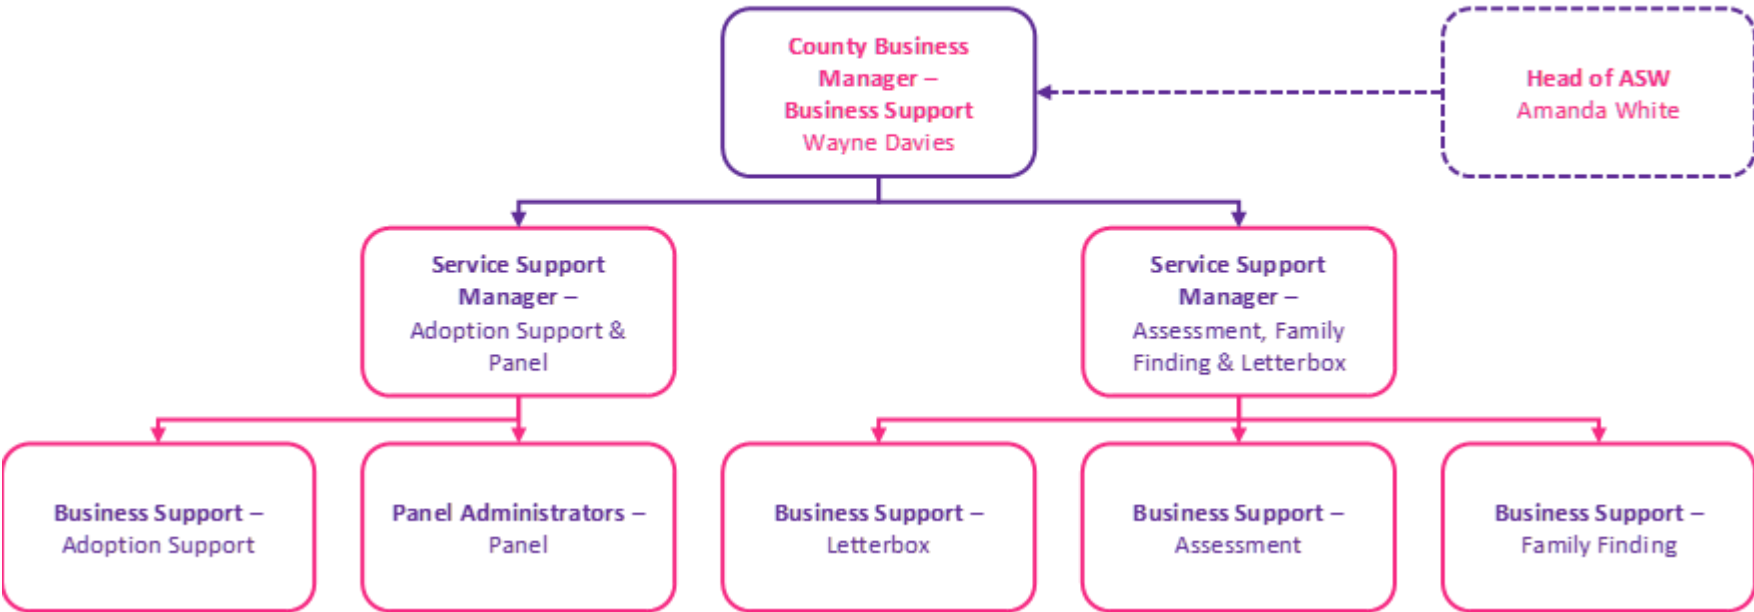 County Business
Manager –
Business Support
Wayne Davies
Head of ASW
Amanda White
Service Support
Manager –
Adoption Support &
Panel
Service Support
Manager –
Assessment, Family
Finding & Letterbox
Business Support –
Adoption Support
Panel Administrators –
Panel
Business Support –
Letterbox
Business Support –
Assessment
Business Support –
Family Finding